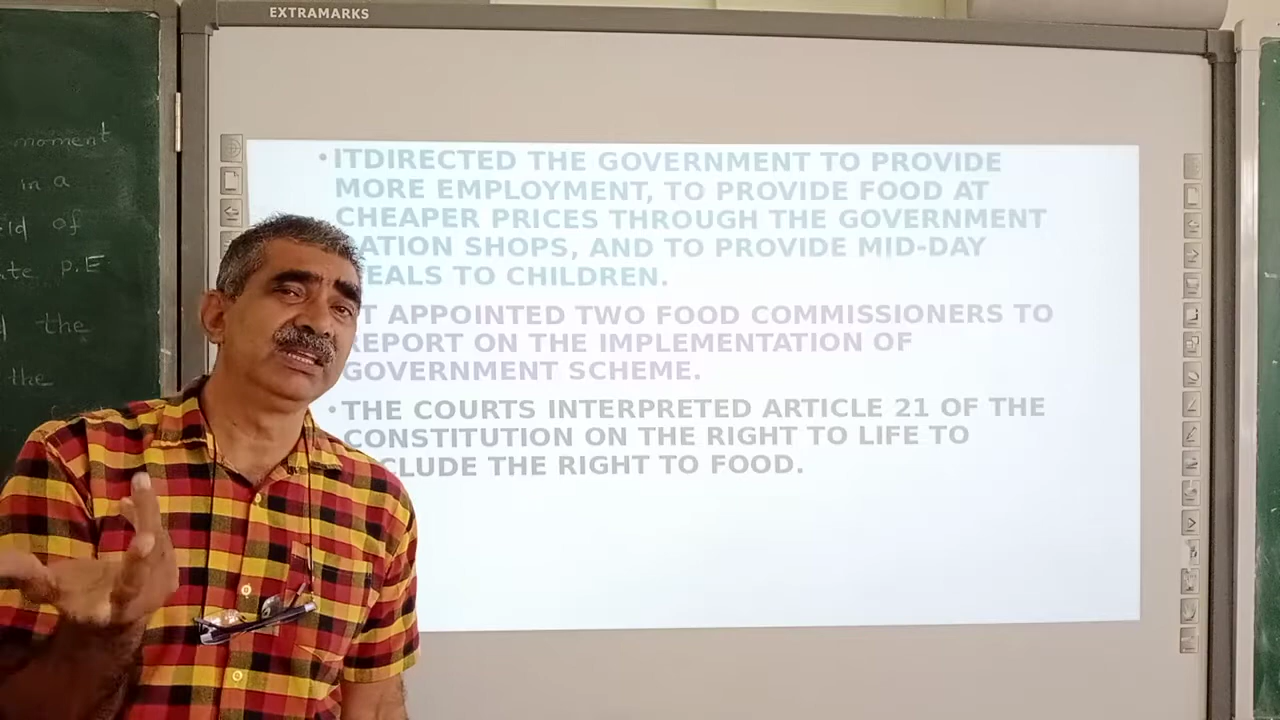 EXTRAMARKS
moment
in a
of
p.E
the
the
•ITDIRECTED THE GOVERNMENT TO PROVIDE
MORE EMPLOYMENT, TO PROVIDE FOOD AT
CHEAPER PRICES THROUGH THE GOVERNMENT
ATION SHOPS, AND TO PROVIDE MID-DAY
EALS TO CHILDREN.
T APPOINTED TWO FOOD COMMISSIONERS TO
EPORT ON THE IMPLEMENTATION OF
GOVERNMENT SCHEME.
•THE COURTS INTERPRETED ARTICLE 21 OF THE
CONSTITUTION ON THE RIGHT TO LIFE TO
CLUDE THE RIGHT TO FOOD.